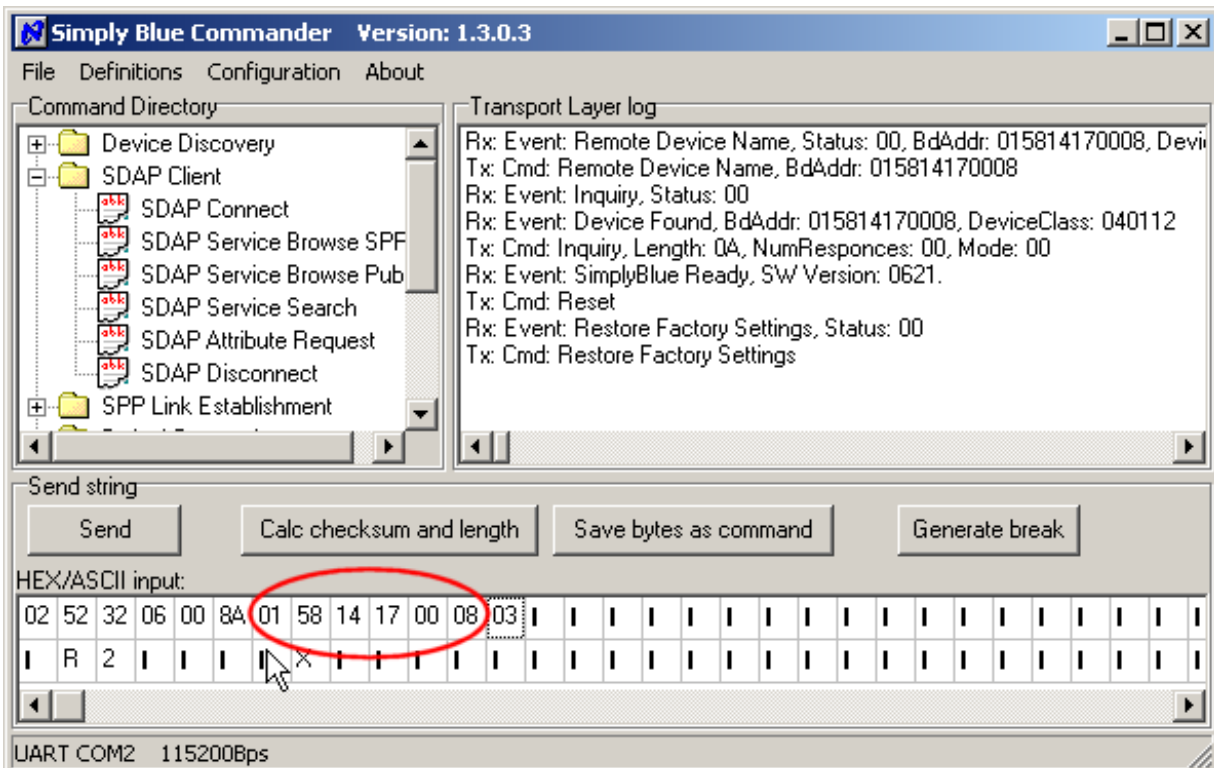 Simply Blue Commander Version: 1.3.0.3
File Definitions Configuration About
Command Directory
Device Discovery
SDAP Client
SDAP Connect
SDAP Service Browse SPF
SDAP Service Browse Pub
SDAP Service Search
SDAP Attribute Request
SDAP Disconnect
SPP Link Establishment
Transport Layer log
Rx: Event: Remote Device Name, Status: 00, BdAddr: 015814170008, Devi
Tx: Cmd: Remote Device Name, BdAddr: 015814170008
Rx: Event: Inquiry, Status: 00
Rx: Event: Device Found, BdAddr: 015814170008, DeviceClass: 040112
Tx: Cmd: Inquiry, Length: 0A, NumResponces: 00, Mode: 00
Rx: Event: SimplyBlue Ready, SW Version: 0621.
Tx: Cmd: Reset
Rx: Event: Restore Factory Settings, Status: 00
Tx: Cmd: Restore Factory Settings
Send string
Send Calc checksum and length Save bytes as command Generate break
HEX/ASCII input:
02 52 32 06 00 8A 01 58 14 17 00 08 03
R 2 X
UART COM2 115200Bps